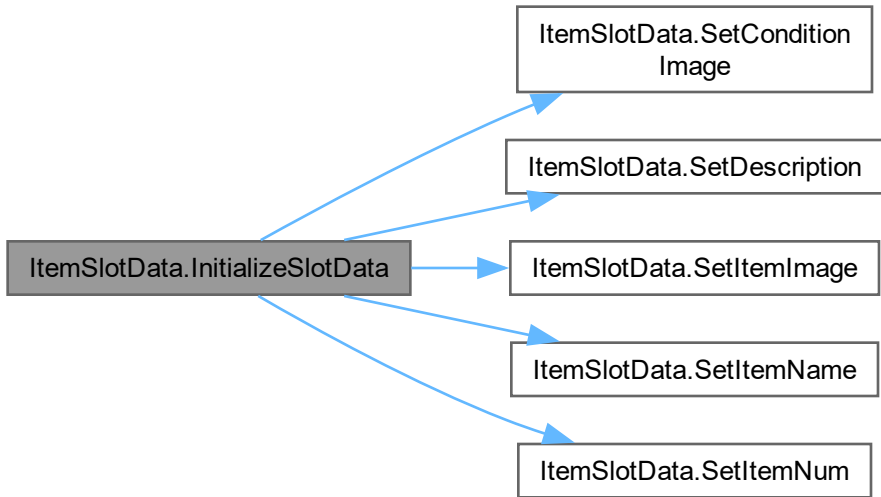 ItemSlotData.SetCondition
Image
ItemSlotData.SetDescription
ItemSlotData.InitializeSlotData
ItemSlotData.SetItemImage
ItemSlotData.SetItemName
ItemSlotData.SetItemNum